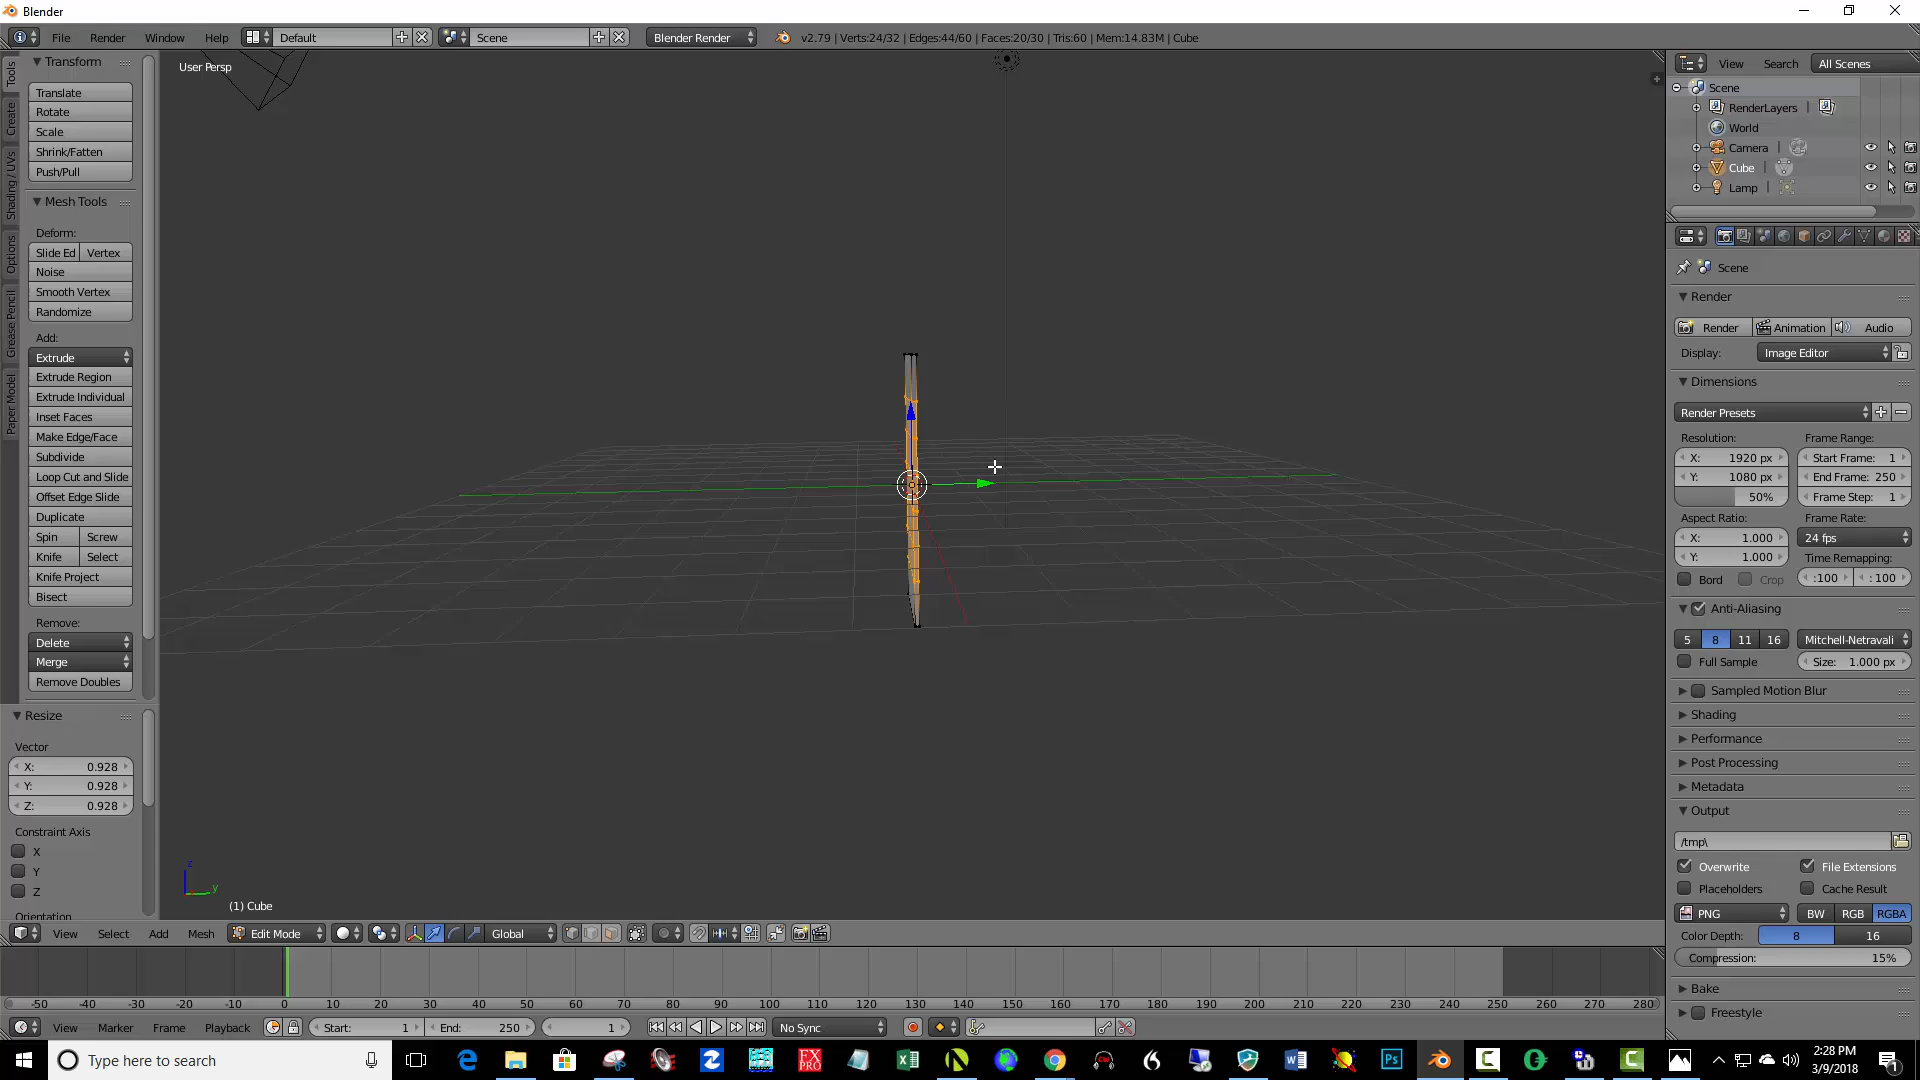 Blender
File Render Window Help Default Scene Blender Render v2.79 | Verts:24/32 | Edges:44/60 | Faces:20/30 | Tris:60 | Mem:14.83M | Cube
Tools
Create
Shading / UVs
Options
Grease Pencil
Paper Model
Transform
Translate
Rotate
Scale
Shrink/Fatten
Push/Pull
Mesh Tools
Deform:
Slide Ed Vertex
Noise
Smooth Vertex
Randomize
Add:
Extrude
Extrude Region
Extrude Individual
Inset Faces
Make Edge/Face
Subdivide
Loop Cut and Slide
Offset Edge Slide
Duplicate
Spin Screw
Knife Select
Knife Project
Bisect
Remove:
Delete
Merge
Remove Doubles
Resize
Vector
X: 0.928
Y: 0.928
Z: 0.928
Constraint Axis
X
Y
Z
Orientation
User Persp
z
y
(1) Cube
View Select Add Mesh Edit Mode Global
-50 -40 -30 -20 -10 0 10 20 30 40 50 60 70 80 90 100 110 120 130 140 150 160 170 180 190 200 210 220 230 240 250 260 270 280
View Marker Frame Playback Start: 1 End: 250 1 No Sync
View Search All Scenes
Scene
RenderLayers |
World
Camera |
Cube |
Lamp |
Scene
Render
Render Animation Audio
Display: Image Editor
Dimensions
Render Presets
Resolution: Frame Range:
X: 1920 px Start Frame: 1
Y: 1080 px End Frame: 250
50% Frame Step: 1
Aspect Ratio: Frame Rate:
X: 1.000 24 fps
Y: 1.000 Time Remapping:
Bord Crop :100 : 100
Anti-Aliasing
5 8 11 16 Mitchell-Netravali
Full Sample Size: 1.000 px
Sampled Motion Blur
Shading
Performance
Post Processing
Metadata
Output
/tmp\
Overwrite File Extensions
Placeholders Cache Result
PNG BW RGB RGBA
Color Depth: 8 16
Compression: 15%
Bake
Freestyle
Type here to search
FX PRO
Ps
2:28 PM
3/9/2018
1